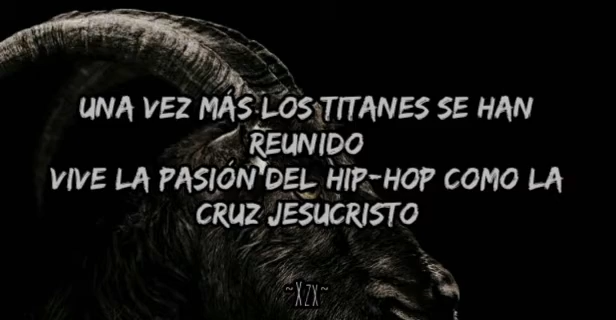 UNA VEZ MÁS LOS TITANES SE HAN
REUNIDO
VIVE LA PASIÓN DEL HIP-HOP COMO LA
CRUZ JESUCRISTO
~XZX~